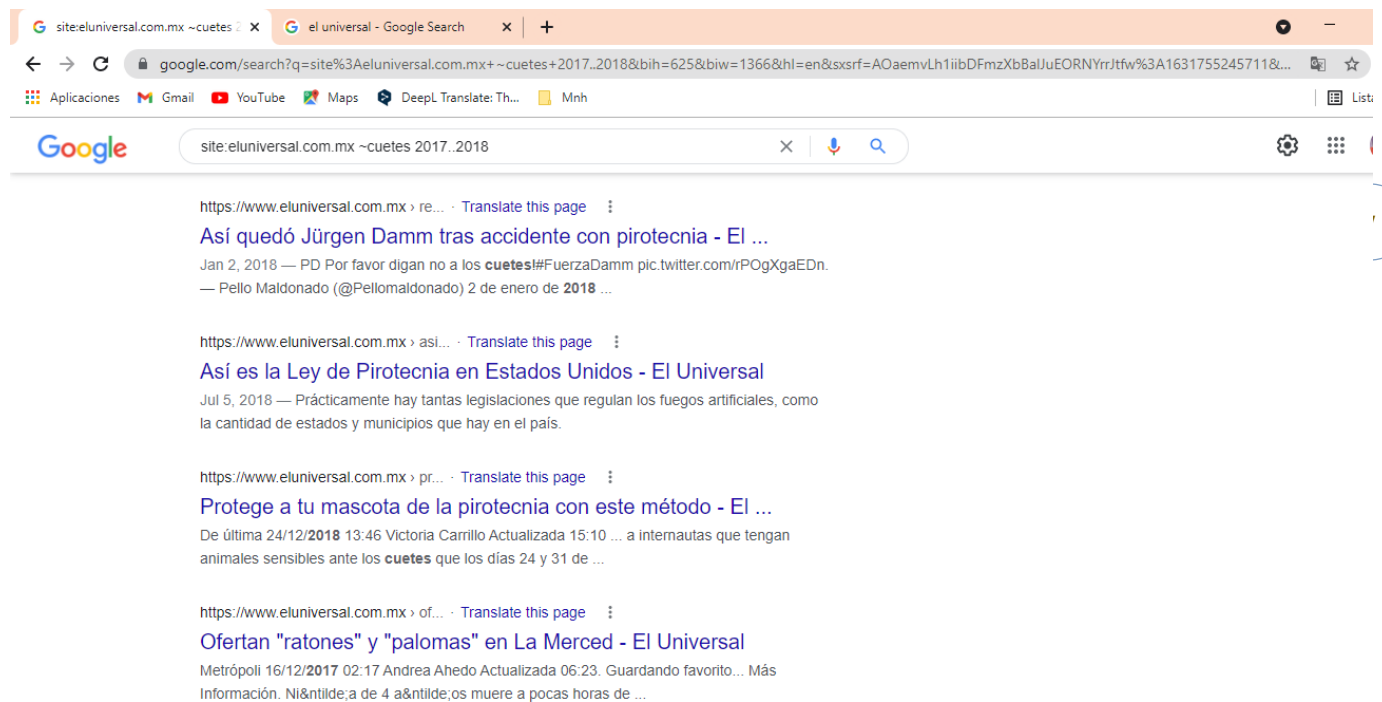 site:eluniversal.com.mx ~cuetes 2
el universal - Google Search
google.com/search?q=site%3Aeluniversal.com.mx+~cuetes+2017..2018&bih=625&biw=1366&hl=en&sxsrf=AOaemvLh1iibDFmzXbBalJuEORNYrrJtfw%3A1631755245711&...
Aplicaciones Gmail YouTube Maps DeepL Translate: Th... Mnh Lista
Google site:eluniversal.com.mx ~cuetes 2017..2018
https://www.eluniversal.com.mx › re... · Translate this page
Así quedó Jürgen Damm tras accidente con pirotecnia - El ...
Jan 2, 2018 — PD Por favor digan no a los cuetes!#FuerzaDamm pic.twitter.com/rPOgXgaEDn.
— Pello Maldonado (@Pellomaldonado) 2 de enero de 2018 ...
https://www.eluniversal.com.mx › asi... · Translate this page
Así es la Ley de Pirotecnia en Estados Unidos - El Universal
Jul 5, 2018 — Prácticamente hay tantas legislaciones que regulan los fuegos artificiales, como
la cantidad de estados y municipios que hay en el país.
https://www.eluniversal.com.mx › pr... · Translate this page
Protege a tu mascota de la pirotecnia con este método - El ...
De última 24/12/2018 13:46 Victoria Carrillo Actualizada 15:10 ... a internautas que tengan
animales sensibles ante los cuetes que los días 24 y 31 de ...
https://www.eluniversal.com.mx › of... · Translate this page
Ofertan "ratones" y "palomas" en La Merced - El Universal
Metrópoli 16/12/2017 02:17 Andrea Ahedo Actualizada 06:23. Guardando favorito... Más
Información. Ni&ntilde;a de 4 a&ntilde;os muere a pocas horas de ...